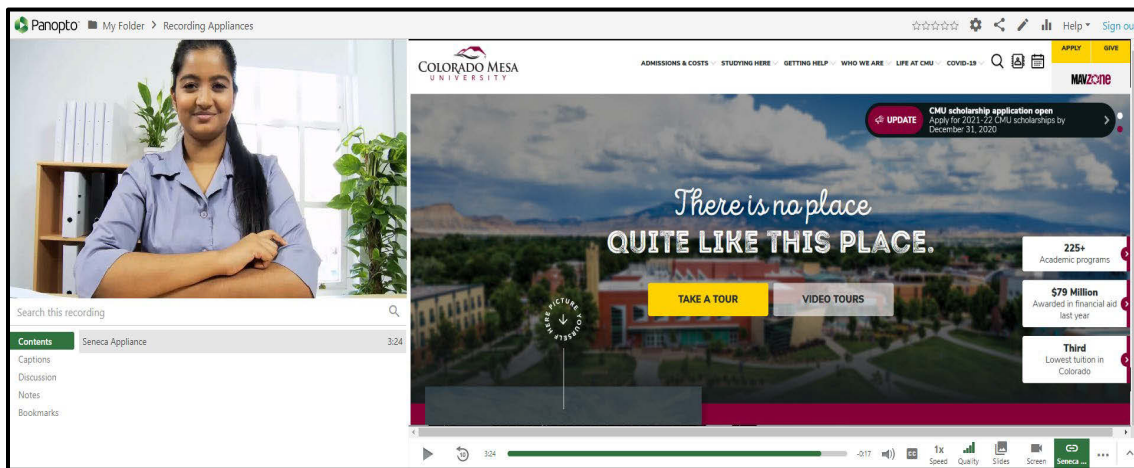 Panopto My Folder > Recording Appliances
Help Sign ou
COLORADO MESA
UNIVERSITY
ADMISSIONS & COSTS STUDYING HERE GETTING HELP WHO WE ARE LIFE AT CMU COVID-19
APPLY GIVE
MAVZONE
UPDATE
CMU scholarship application open
Apply for 2021-22 CMU scholarships by
December 31, 2020
There is no place
QUITE LIKE THIS PLACE.
TAKE A TOUR VIDEO TOURS
PICTURE YOURSELF HERE
225+
Academic programs
$79 Million
Awarded in financial aid
last year
Third
Lowest tuition in
Colorado
Search this recording
Contents Seneca Appliance 3:24
Captions
Discussion
Notes
Bookmarks
10 3:24 -0:17 CC 1x
Speed Quality Slides Screen Seneca ...